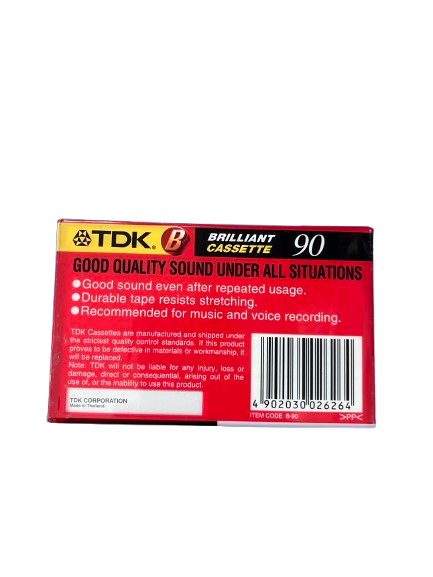 TDK. B BRILLIANT CASSETTE 90
GOOD QUALITY SOUND UNDER ALL SITUATIONS
●Good sound even after repeated usage.
●Durable tape resists stretching.
●Recommended for music and voice recording.
TDK Cassettes are manufactured and shipped under
the strictest quality control standards. If this product
proves to be defective in materials or workmanship, it
will be replaced.
Note: TDK will not be liable for any injury, loss or
damage, direct or consequential, arising out of the
use of, or the inability to use this product.
TDK CORPORATION
Made in Thailand
4 902030 026264
ITEM CODE B-90
>PP<